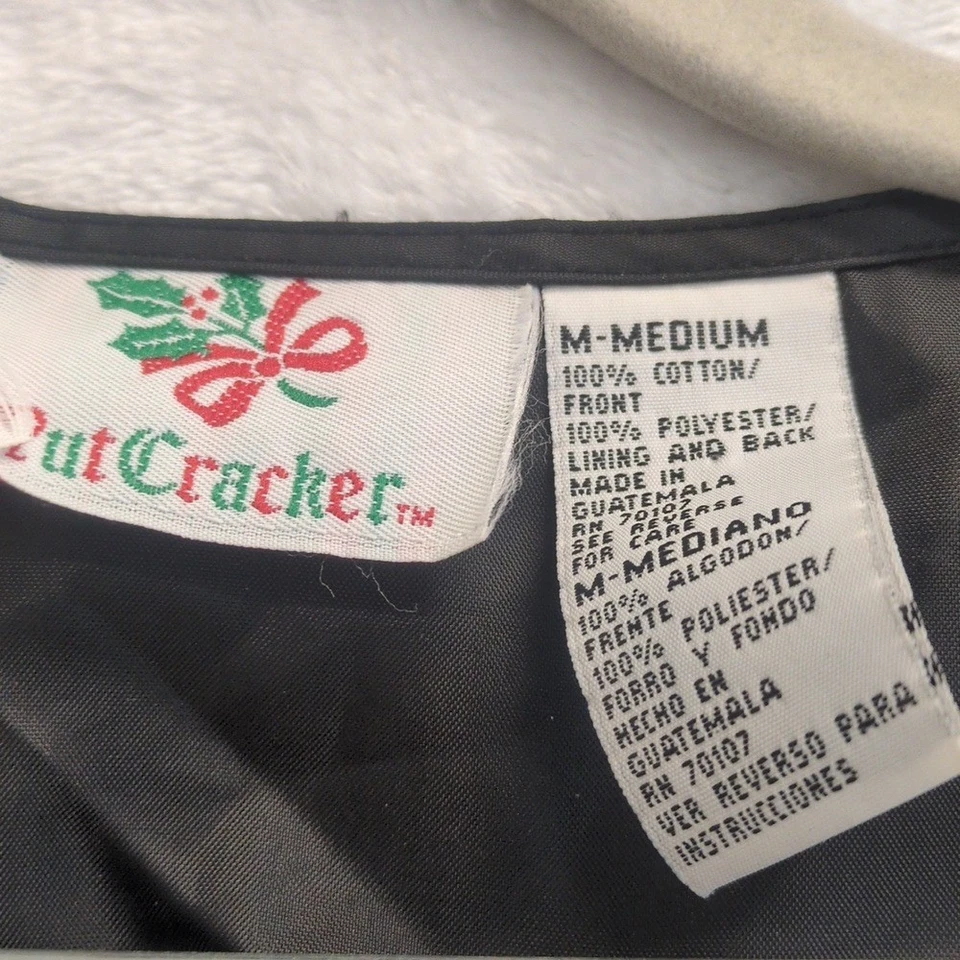 NutCracker™
M-MEDIUM
100% COTTON/
FRONT
100% POLYESTER/
LINING AND BACK
MADE IN
GUATEMALA
RN 70107
SEE REVERSE
FOR CARE
M-MEDIANO
100% ALGODON/
FRENTE
100% POLIESTER/
FORRO Y FONDO
HECHO EN
GUATEMALA
RN 70107
VER REVERSO PARA
INSTRUCCIONES